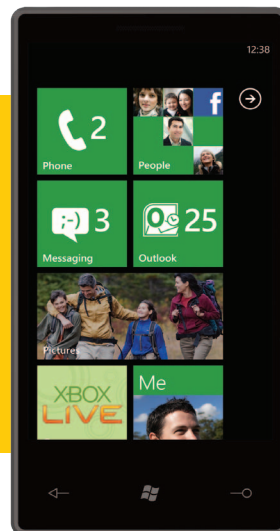 12:38
2
f
Phone
People
;-) 3
25
Messaging
Outlook
Pictures
XBOX
LIVE
Me